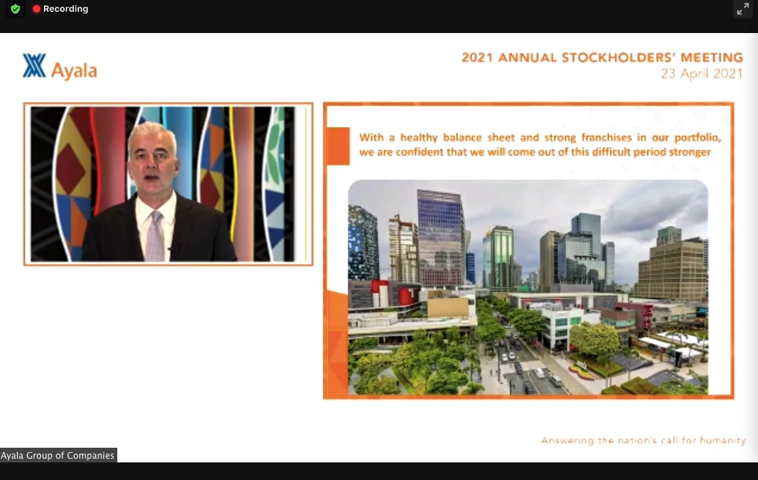 Recording
Ayala
2021 ANNUAL STOCKHOLDERS' MEETING
23 April 2021
With a healthy balance sheet and strong franchises in our portfolio,
we are confident that we will come out of this difficult period stronger
Answering the nation's call for humanity
Ayala Group of Companies